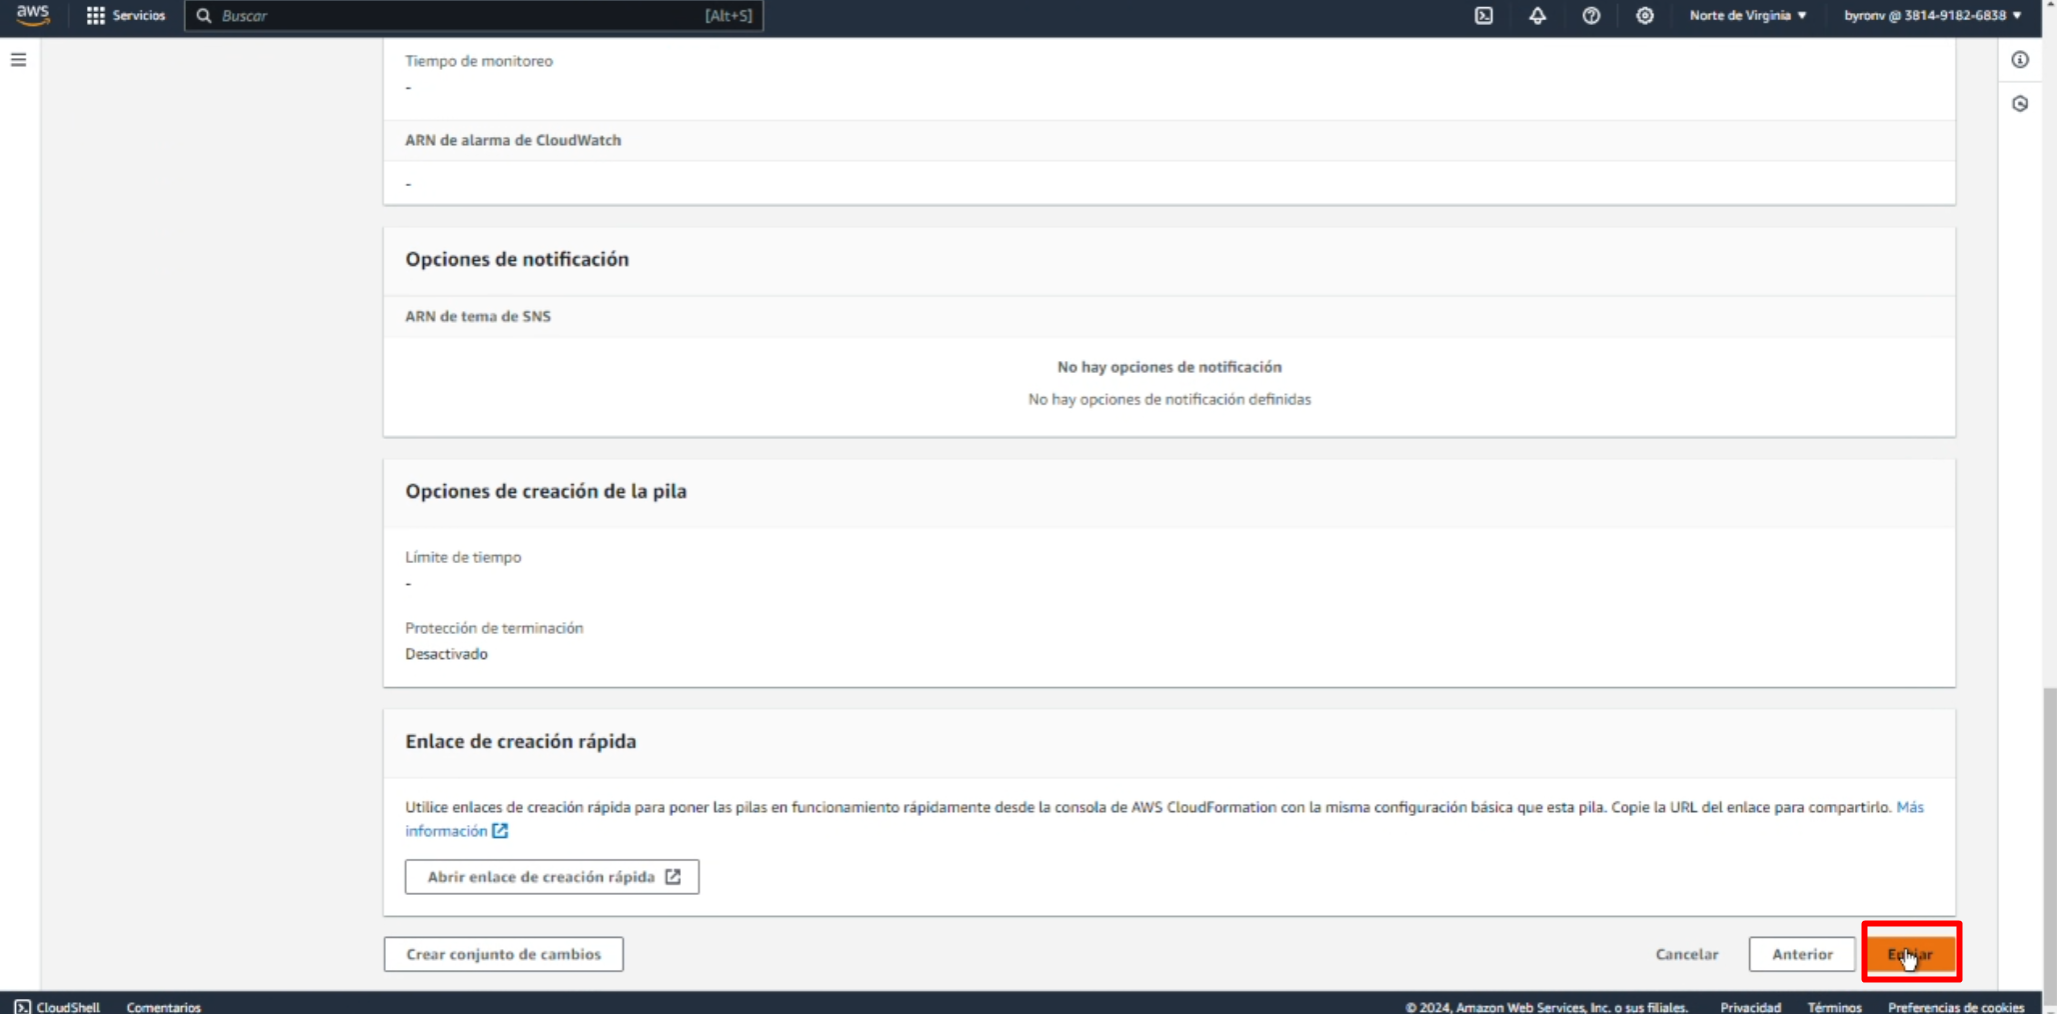 aws
Servicios
Buscar
[Alt+S]
Norte de Virginia ▼
byronv @ 3814-9182-6838 ▼
Tiempo de monitoreo
-
ARN de alarma de CloudWatch
-
Opciones de notificación
ARN de tema de SNS
No hay opciones de notificación
No hay opciones de notificación definidas
Opciones de creación de la pila
Límite de tiempo
-
Protección de terminación
Desactivado
Enlace de creación rápida
Utilice enlaces de creación rápida para poner las pilas en funcionamiento rápidamente desde la consola de AWS CloudFormation con la misma configuración básica que esta pila. Copie la URL del enlace para compartirlo. Más
información
Abrir enlace de creación rápida
Crear conjunto de cambios
Cancelar
Anterior
Enviar
CloudShell
Comentarios
© 2024, Amazon Web Services, Inc. o sus filiales.
Privacidad
Términos
Preferencias de cookies